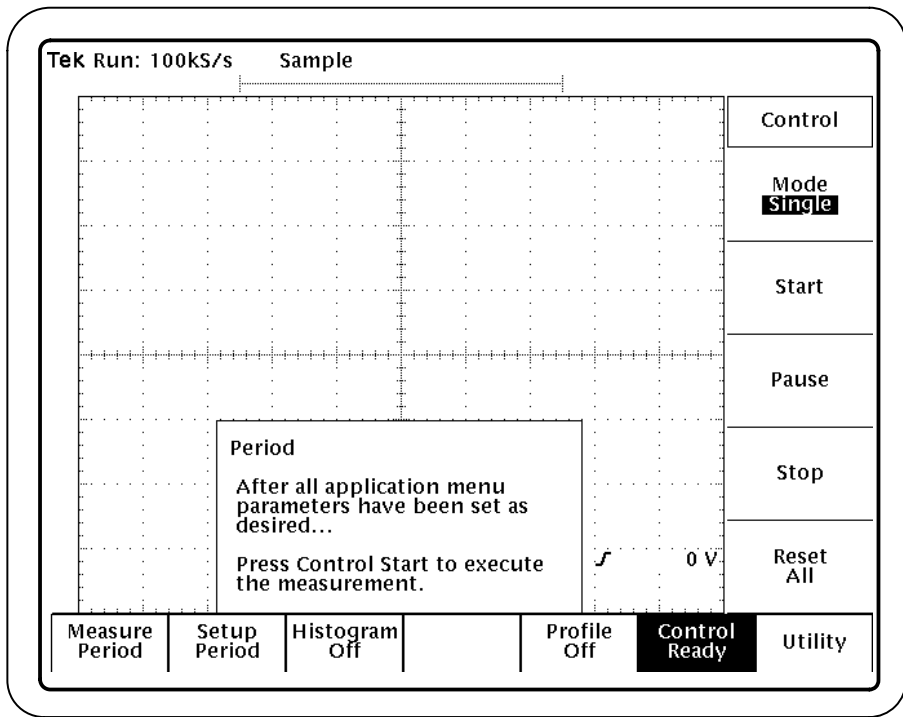 Tek Run: 100kS/s Sample
Control
Mode
Single
Start
Pause
Stop
Reset
All
Period
After all application menu
parameters have been set as
desired...
Press Control Start to execute
the measurement.
0 V
Measure
Period
Setup
Period
Histogram
Off
Profile
Off
Control
Ready
Utility